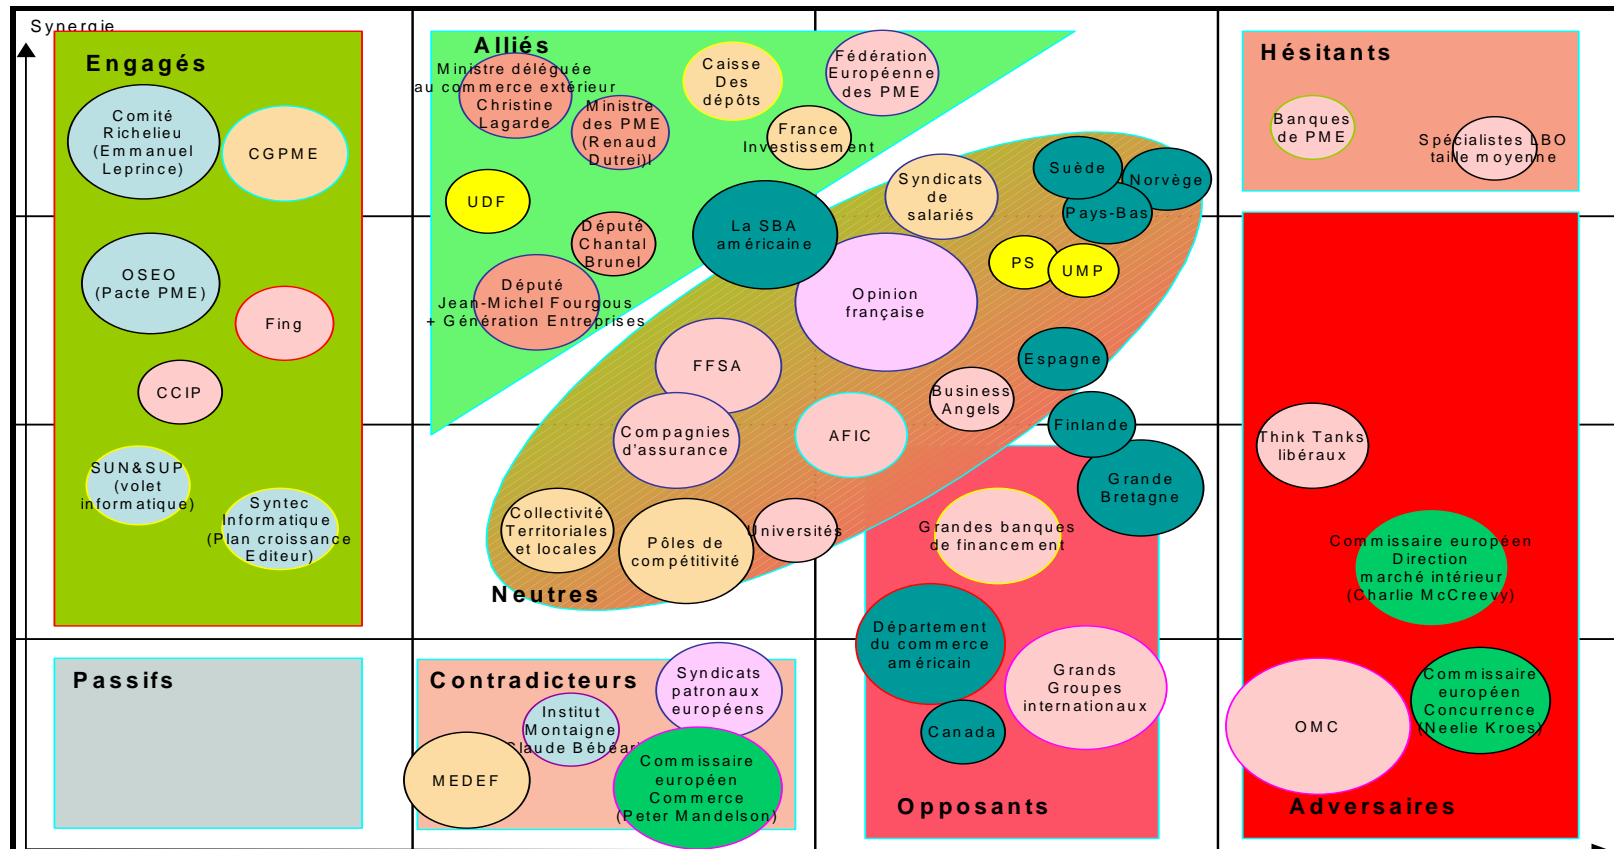 Synergie
Engagés
Comité
Richelieu
(Emmanuel
Leprince)
CGPME
OSEO
(Pacte PME)
Fing
CCIP
SUN&SUP
(volet
informatique)
Syntec
Informatique
(Plan croissance
Editeur)
Passifs
Alliés
Ministre déléguée
au commerce extérieur
Christine
Lagarde
Ministre
des PME
(Renaud
Dutreil)
Caisse
Des
dépôts
Fédération
Européenne
des PME
France
Investissement
UDF
Député
Chantal
Brunel
Député
Jean-Michel Fourgous
+ Génération Entreprises
La SBA
américaine
Syndicats
de
salariés
Suède
Norvège
Pays-Bas
PS
UMP
Opinion
française
Espagne
FFSA
Business
Angels
Compagnies
d'assurance
AFIC
Finlande
Grande
Bretagne
Collectivité
Territoriales
et locales
Pôles de
compétitivité
Universités
Neutres
Contradicteurs
Syndicats
patronaux
européens
Institut
Montaigne
Claude Bébéar)
MEDEF
Commissaire
européen
Commerce
(Peter Mandelson)
Grandes banques
de financement
Département
du commerce
américain
Grands
Groupes
internationaux
Canada
Opposants
Hésitants
Banques
de PME
Spécialistes LBO
taille moyenne
Think Tanks
libéraux
Commissaire européen
Direction
marché intérieur
(Charlie McCreevy)
OMC
Commissaire
européen
Concurrence
(Neelie Kroes)
Adversaires